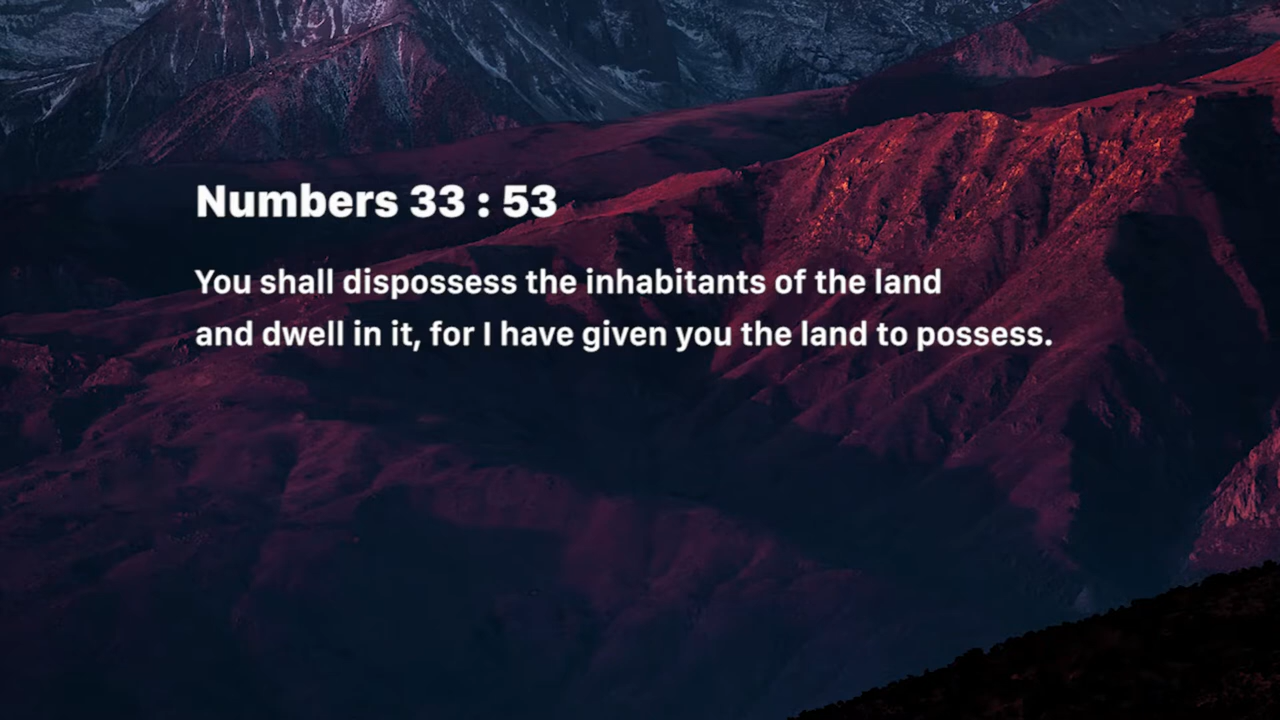 Numbers 33 : 53
You shall dispossess the inhabitants of the land
and dwell in it, for I have given you the land to possess.